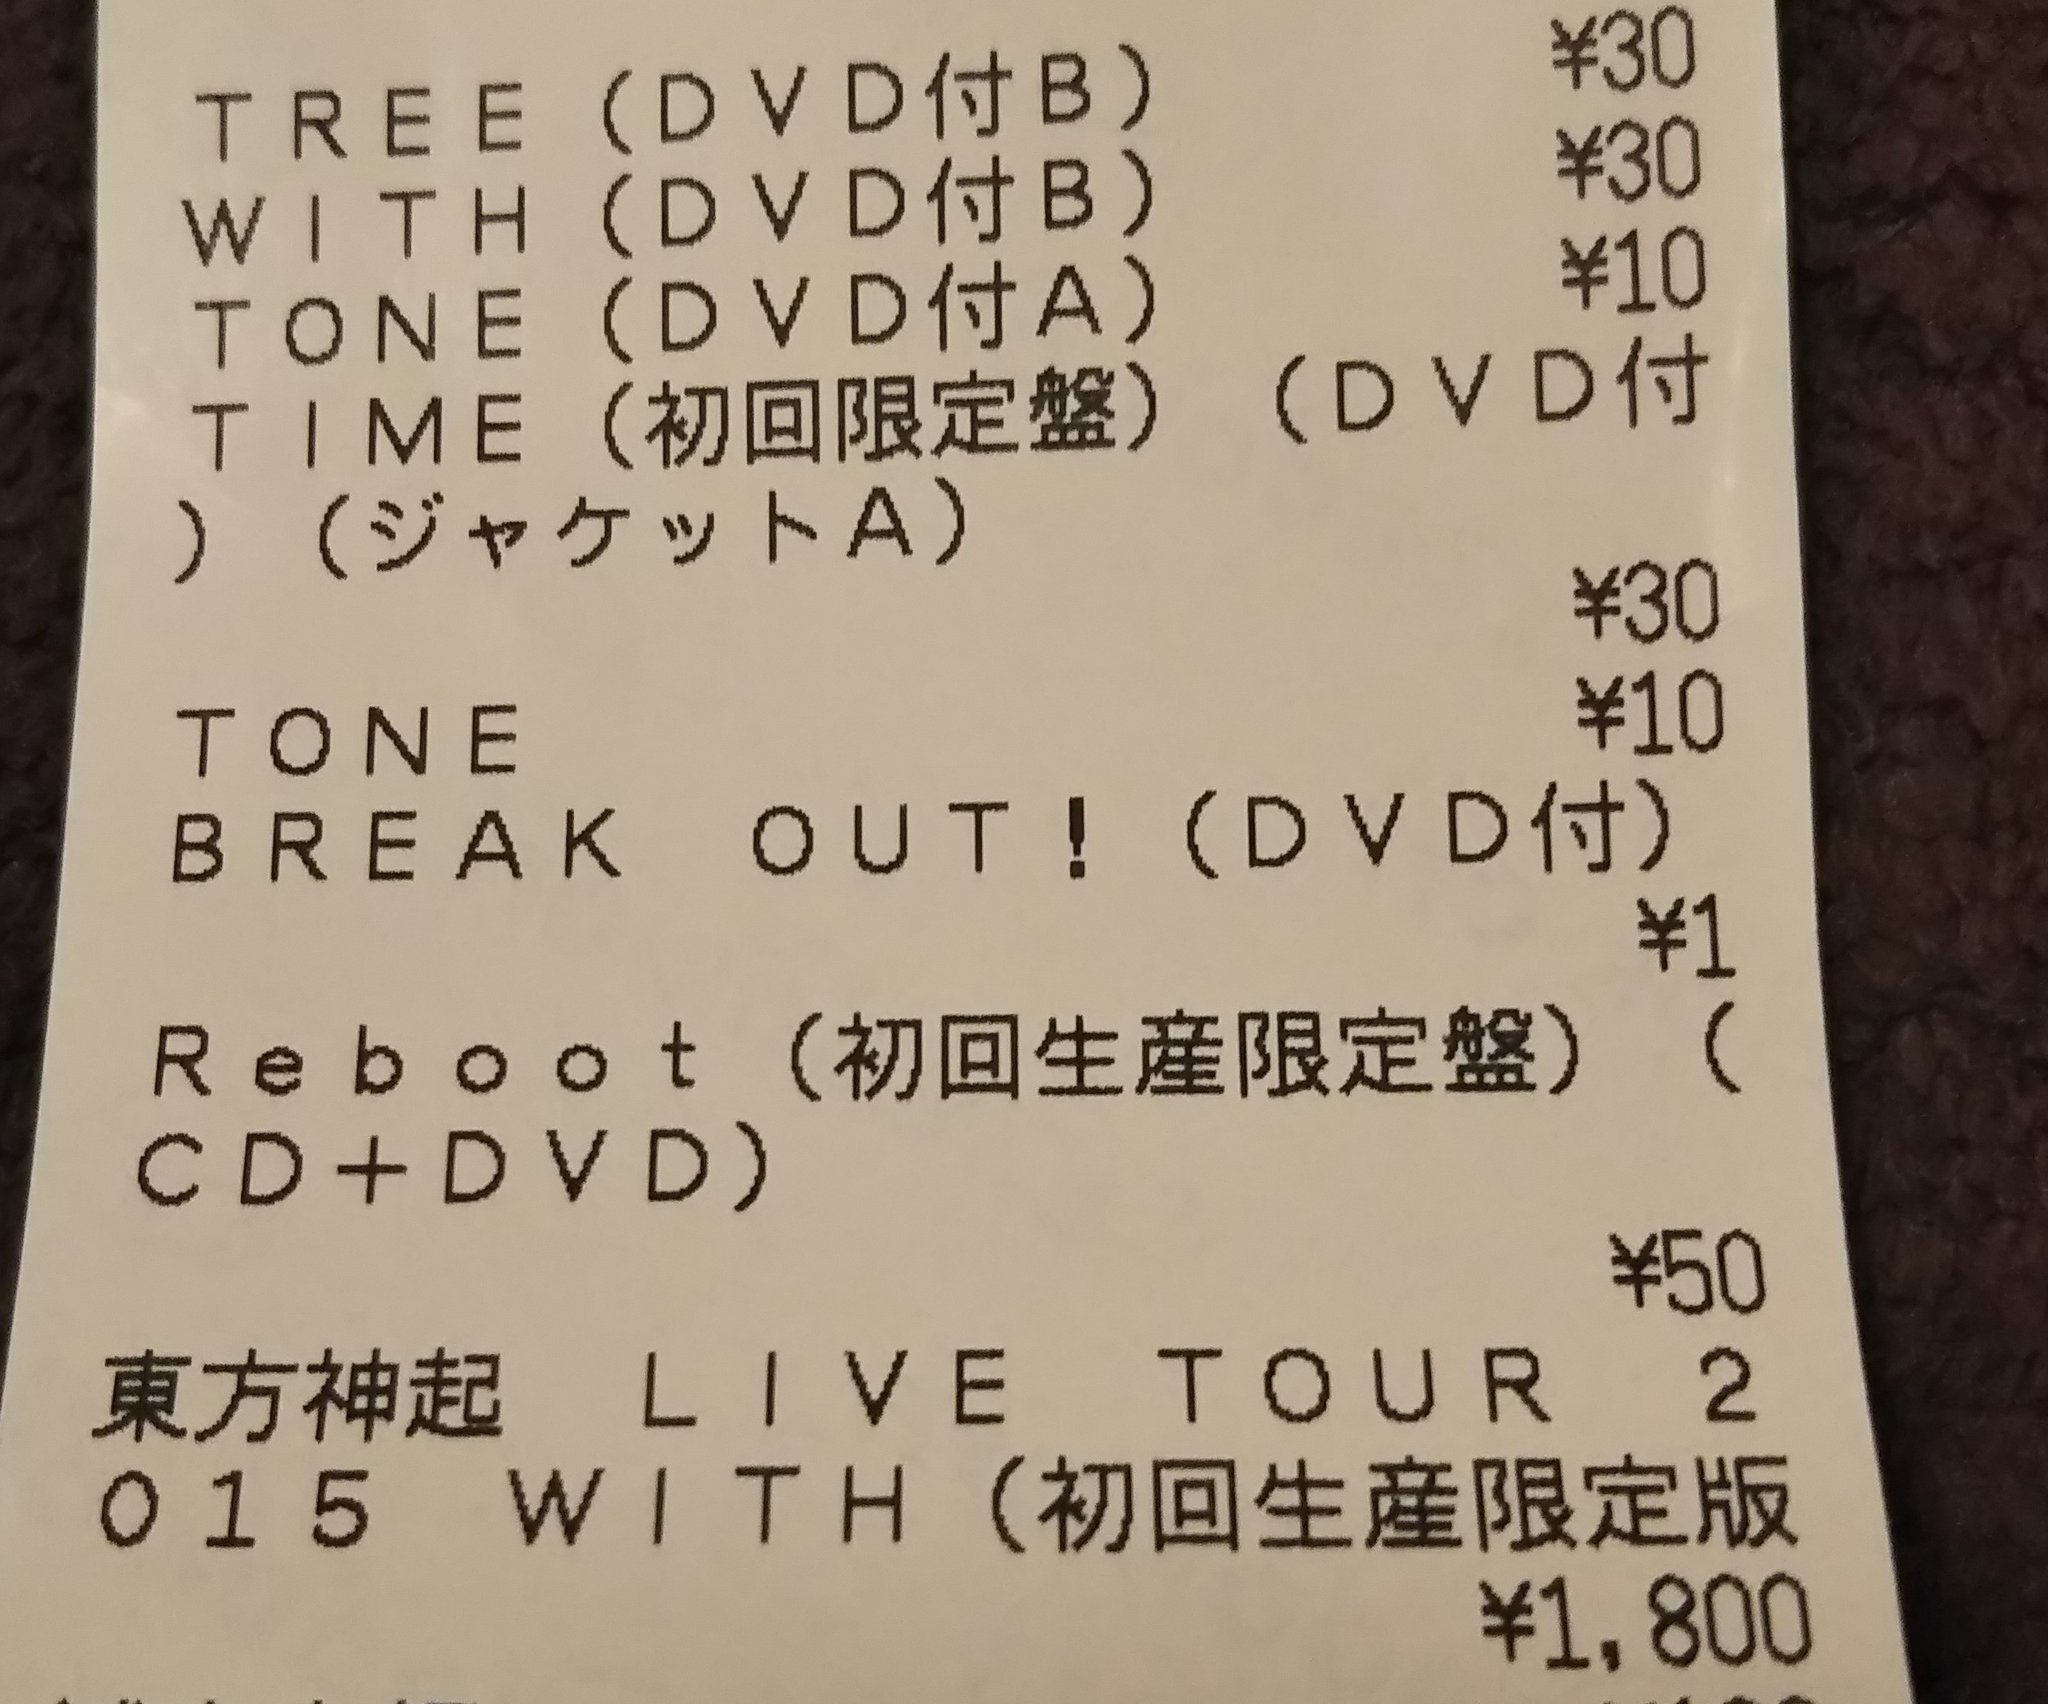 TREE(DVD付B) ¥30
WITH(DVD付B) ¥30
TONE(DVD付A) ¥10
TIME(初回限定盤) (DVD付
) (ジャケットA)
¥30
TONE ¥10
BREAK OUT!(DVD付)
¥1
Reboot(初回生産限定盤) (
CD+DVD)
¥50
東方神起 LIVE TOUR 2
015 WITH(初回生産限定版
¥1,800